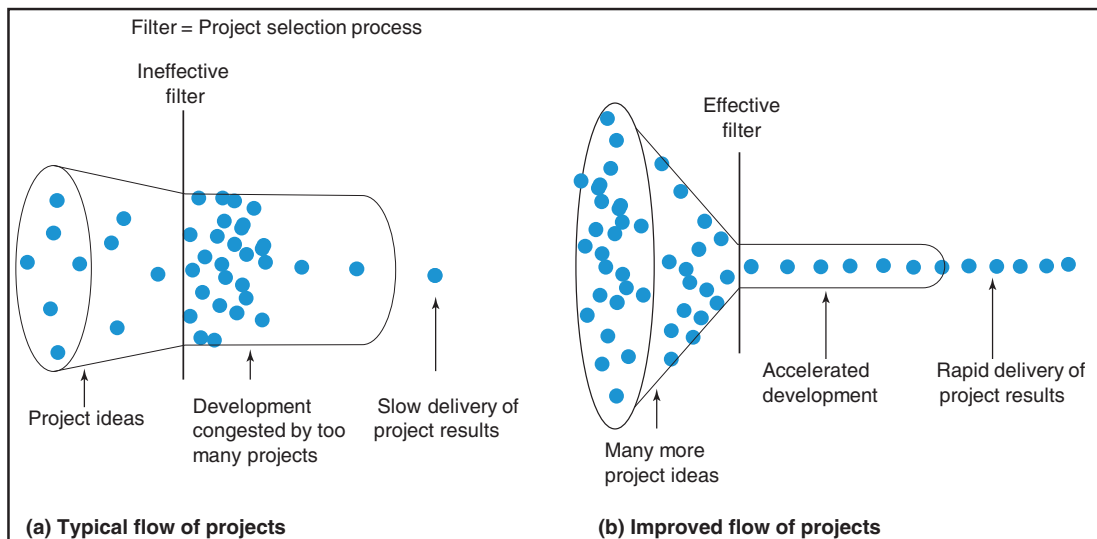 Filter = Project selection process
Ineffective
filter
Project ideas
Development
congested by too
many projects
Slow delivery of
project results
(a) Typical flow of projects
Effective
filter
Many more
project ideas
Accelerated
development
Rapid delivery of
project results
(b) Improved flow of projects